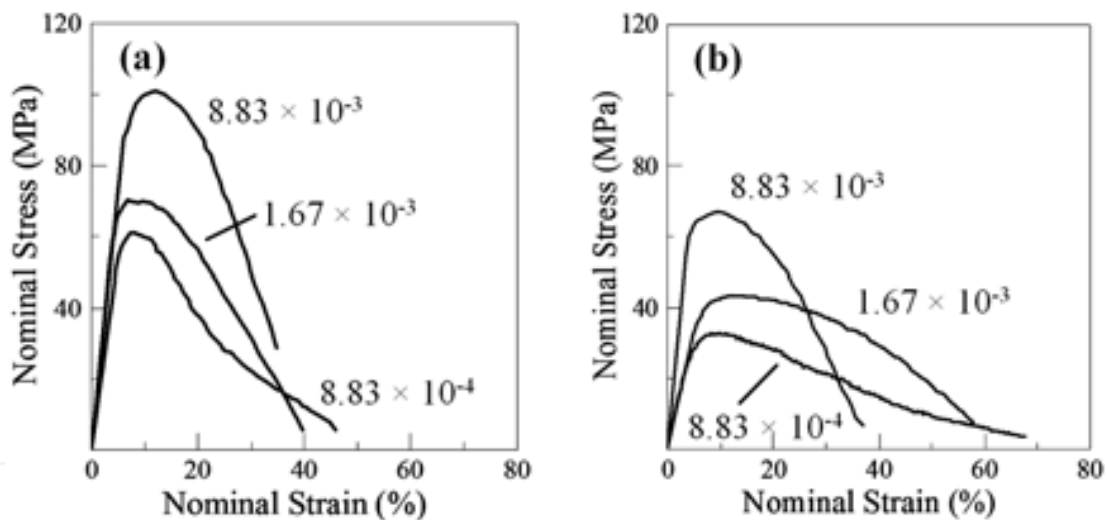 (a)
120
80
40
0
20
40
60
80
Nominal Stress (MPa)
Nominal Strain (%)
8.83 × 10⁻³
1.67 × 10⁻³
8.83 × 10⁻⁴
(b)
120
80
40
0
20
40
60
80
Nominal Stress (MPa)
Nominal Strain (%)
8.83 × 10⁻³
1.67 × 10⁻³
8.83 × 10⁻⁴